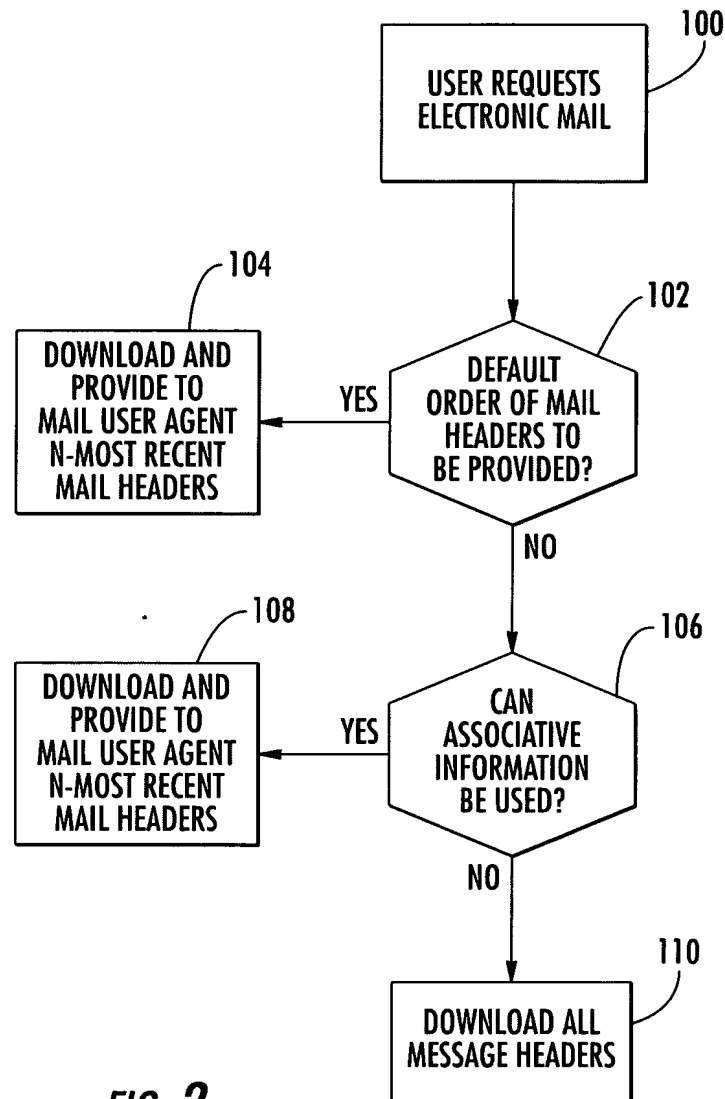 100
USER REQUESTS
ELECTRONIC MAIL
104
102
DOWNLOAD AND
PROVIDE TO
MAIL USER AGENT
N-MOST RECENT
MAIL HEADERS
YES
DEFAULT
ORDER OF MAIL
HEADERS TO
BE PROVIDED?
NO
108
106
DOWNLOAD AND
PROVIDE TO
MAIL USER AGENT
N-MOST RECENT
MAIL HEADERS
YES
CAN
ASSOCIATIVE
INFORMATION
BE USED?
NO
110
DOWNLOAD ALL
MESSAGE HEADERS